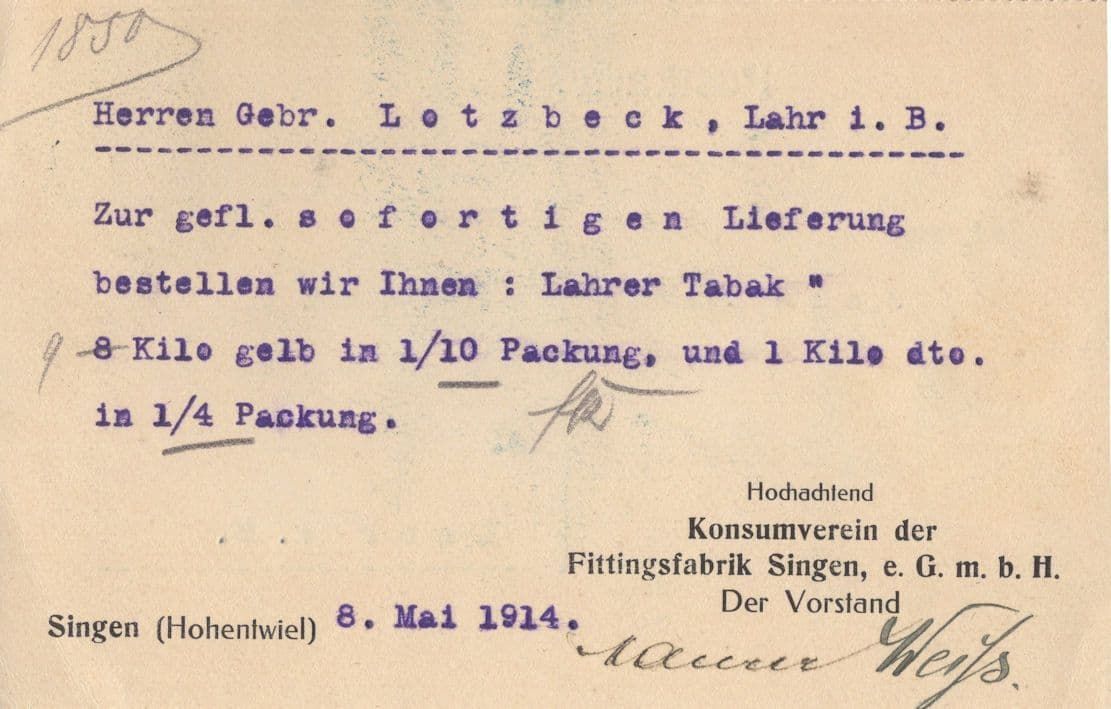 1850
Herren Gebr. L o t z b e c k , Lahr i. B.
Zur gefl. s o f o r t i g e n Lieferung
bestellen wir Ihnen : Lahrer Tabak "
9 8 Kilo gelb in 1/10 Packung, und 1 Kilo dto.
in 1/4 Packung.
Hochachtend
Konsumverein der
Fittingsfabrik Singen, e. G. m. b. H.
Der Vorstand
Singen (Hohentwiel) 8. Mai 1914.
Weiss.